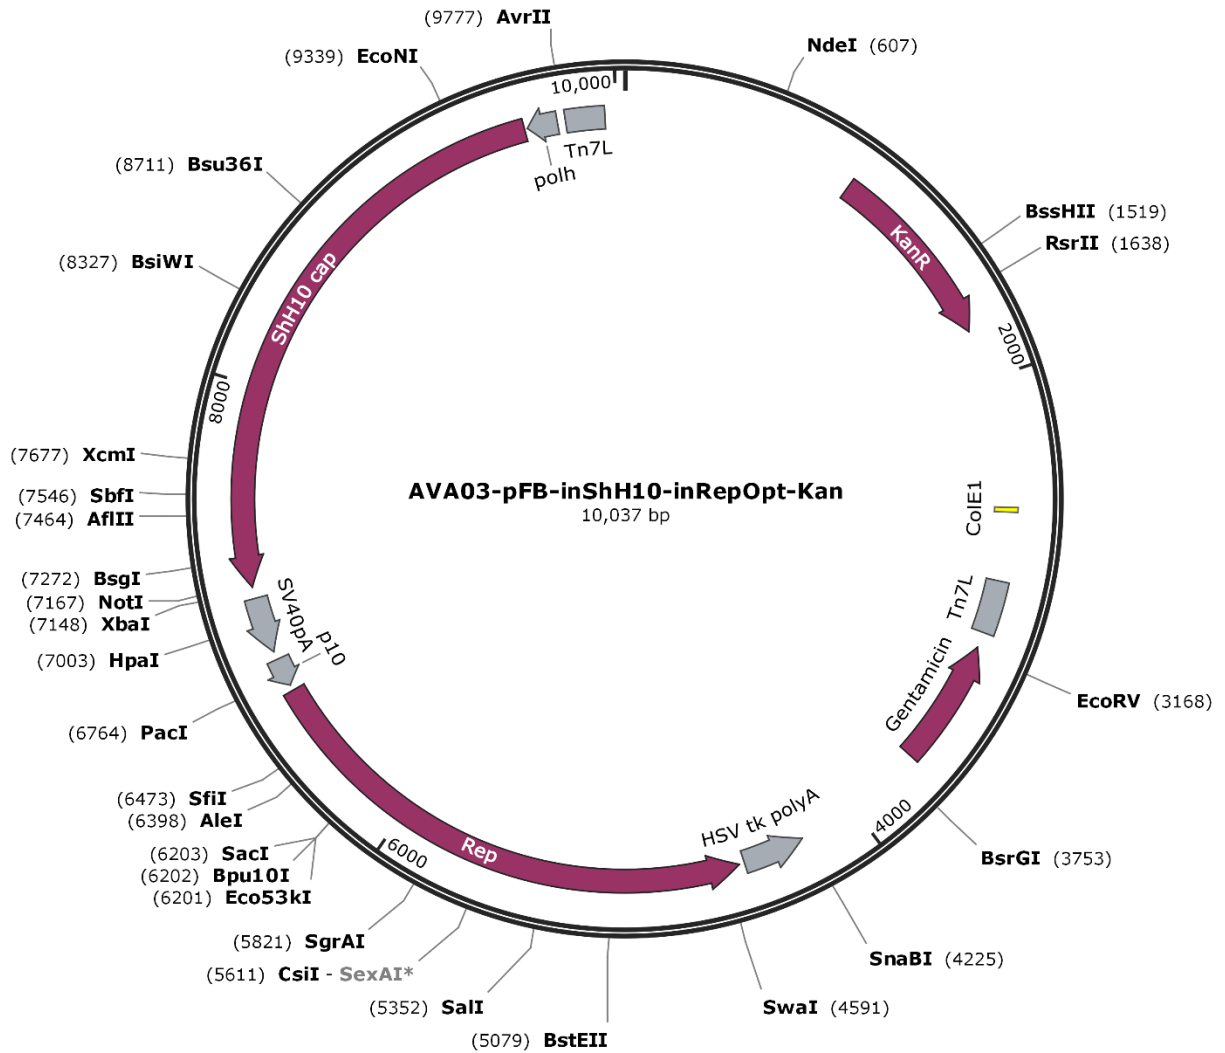 (9777) AvrII
NdeI (607)
(9339) EcoNI
10,000
Tn7L
polh
(8711) Bsu36I
KanR
BssHII (1519)
RsrII (1638)
(8327) BsiWI
ShH10 cap
2000
8000
(7677) XcmI
(7546) SbfI
(7464) AflII
AVA03-pFB-inShH10-inRepOpt-Kan
10,037 bp
ColE1
(7272) BsgI
(7167) NotI
(7148) XbaI
(7003) HpaI
SV40pA
p10
Tn7L
Gentamicin
EcoRV (3168)
(6764) PacI
(6473) SfiI
(6398) AleI
HSV tk polyA
4000
(6203) SacI
(6202) Bpu10I
(6201) Eco53kI
6000
Rep
BsrGI (3753)
(5821) SgrAI
(5611) CsiI - SexAI*
(5352) SalI
(5079) BstEII
SnaBI (4225)
SwaI (4591)